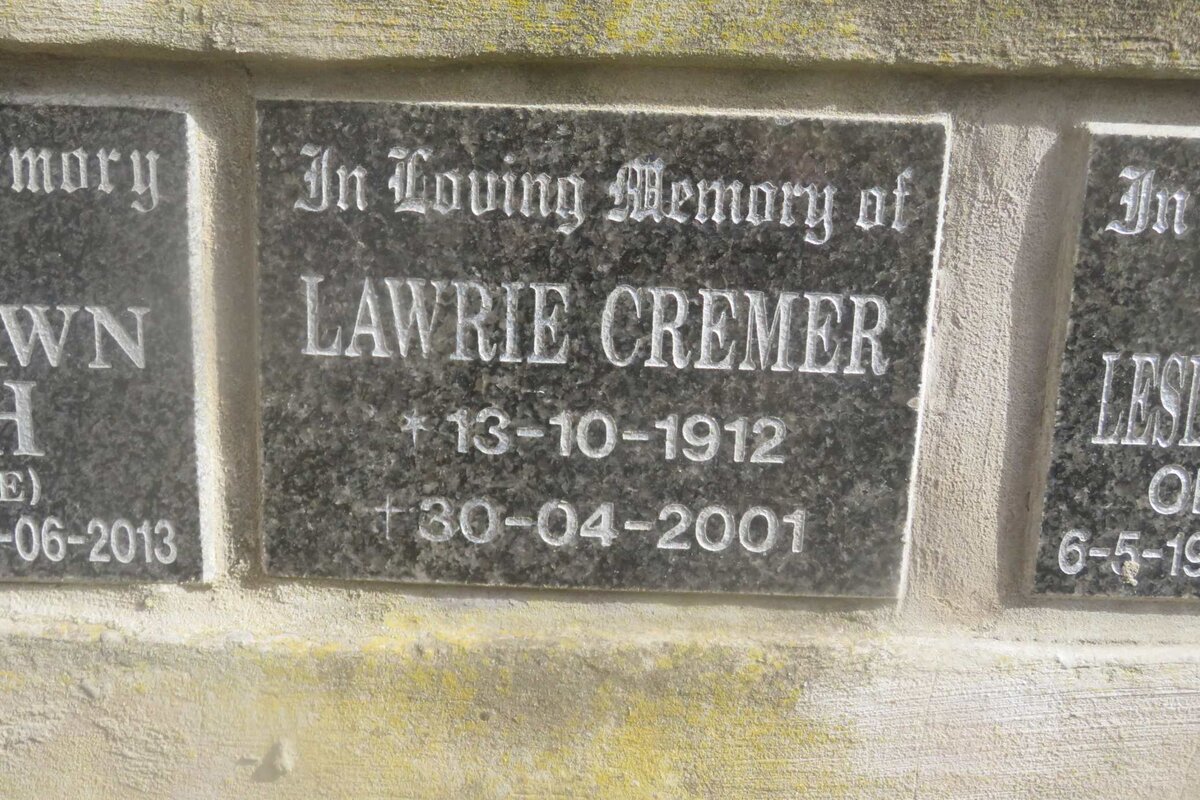 mory
WN
H
E)
-06-2013
In Loving Memory of
LAWRIE CREMER
* 13-10-1912
† 30-04-2001
In
LESL
6-5-19